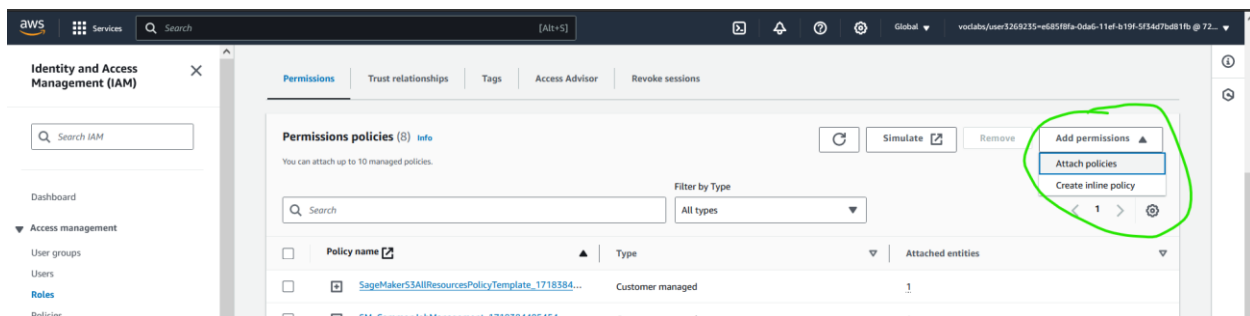 aws Services Search [Alt+S] Global voclabs/user3269235=e685f8fa-0da6-11ef-b19f-5f34d7bd81fb @ 72...
Identity and Access
Management (IAM)
Search IAM
Dashboard
Access management
User groups
Users
Roles
Policies
Permissions Trust relationships Tags Access Advisor Revoke sessions
Permissions policies (8) Info
Simulate Remove Add permissions
You can attach up to 10 managed policies.
Attach policies
Create inline policy
Filter by Type
Search All types
1
Policy name Type Attached entities
SageMakerS3AllResourcesPolicyTemplate_1718384... Customer managed 1